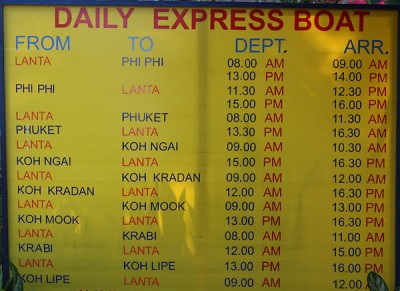 DAILY EXPRESS BOAT
FROM TO DEPT. ARR.
LANTA PHI PHI 08.00 AM 09.00 AM
13.00 PM 14.00 PM
PHI PHI LANTA 11.30 AM 12.30 PM
15.00 PM 16.00 PM
LANTA PHUKET 08.00 AM 11.30 AM
PHUKET LANTA 13.30 PM 16.30 PM
LANTA KOH NGAI 09.00 AM 10.30 AM
KOH NGAI LANTA 15.00 PM 16.30 PM
LANTA KOH KRADAN 09.00 AM 12.00 AM
KOH KRADAN LANTA 12.00 AM 16.30 PM
LANTA KOH MOOK 09.00 AM 12.00 AM
KOH MOOK LANTA 13.00 PM 16.30 PM
LANTA KRABI 08.00 AM 11.00 AM
KRABI LANTA 12.00 AM 15.00 PM
LANTA KOH LIPE 13.00 PM 16.00 PM
KOH LIPE LANTA 09.00 AM 12.00